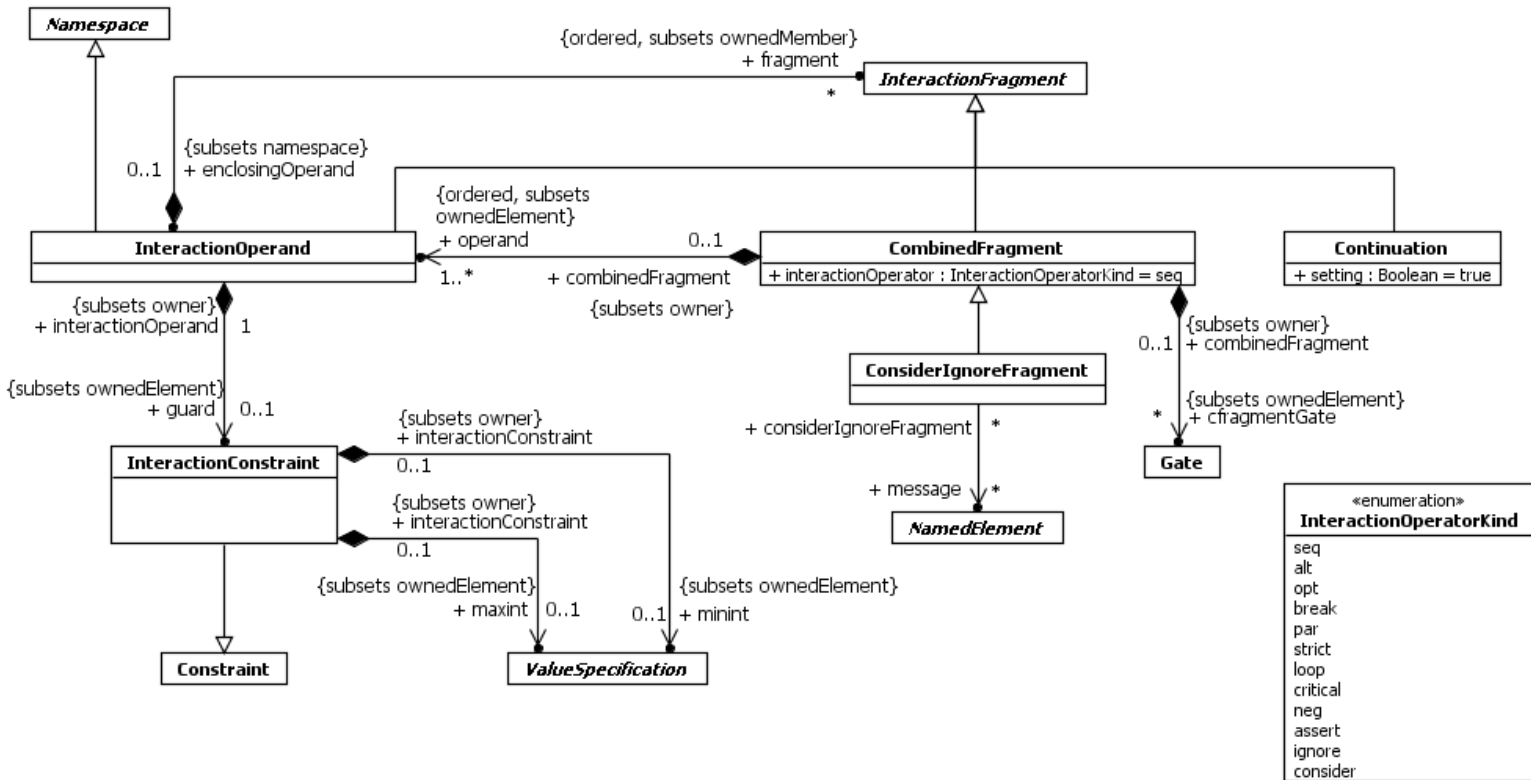 Namespace
{ordered, subsets ownedMember}
+ fragment
InteractionFragment
*
{subsets namespace}
0..1
+ enclosingOperand
{ordered, subsets
ownedElement}
+ operand
0..1
InteractionOperand
CombinedFragment
+ interactionOperator : InteractionOperatorKind = seq
Continuation
+ setting : Boolean = true
1..*
+ combinedFragment
{subsets owner}
{subsets owner}
+ interactionOperand
1
{subsets owner}
0..1
+ combinedFragment
ConsiderIgnoreFragment
{subsets ownedElement}
+ guard
0..1
{subsets owner}
+ interactionConstraint
0..1
+ considerIgnoreFragment
*
{subsets ownedElement}
*
+ cfragmentGate
InteractionConstraint
Gate
+ message
*
{subsets owner}
+ interactionConstraint
0..1
NamedElement
«enumeration»
InteractionOperatorKind
seq
alt
opt
break
par
strict
loop
critical
neg
assert
ignore
consider
{subsets ownedElement}
+ maxint
0..1
{subsets ownedElement}
0..1
+ minint
Constraint
ValueSpecification